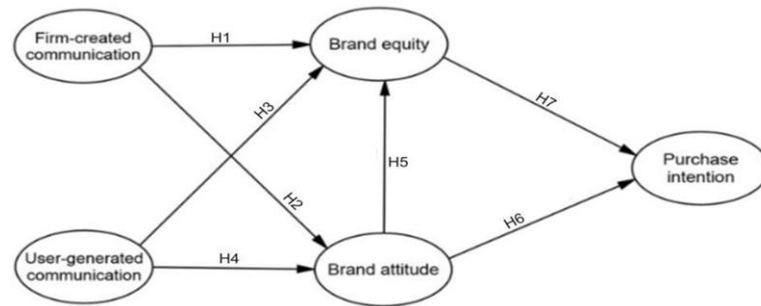 Firm-created
communication
H1
Brand equity
H3
H7
H2
H5
Purchase
intention
H6
User-generated
communication
H4
Brand attitude